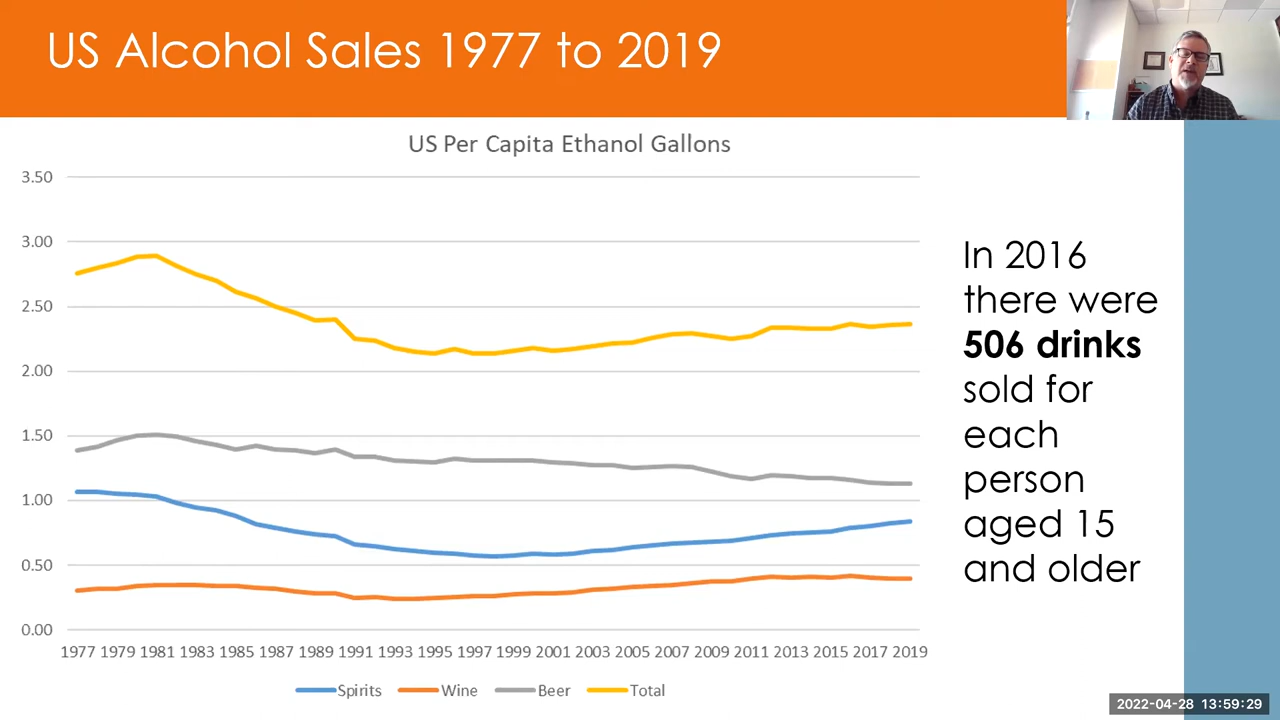 US Alcohol Sales 1977 to 2019
US Per Capita Ethanol Gallons
3.50
3.00
2.50
2.00
1.50
1.00
0.50
0.00
1977 1979 1981 1983 1985 1987 1989 1991 1993 1995 1997 1999 2001 2003 2005 2007 2009 2011 2013 2015 2017 2019
Spirits Wine Beer Total
In 2016
there were
506 drinks
sold for
each
person
aged 15
and older
2022-04-28 13:59:29